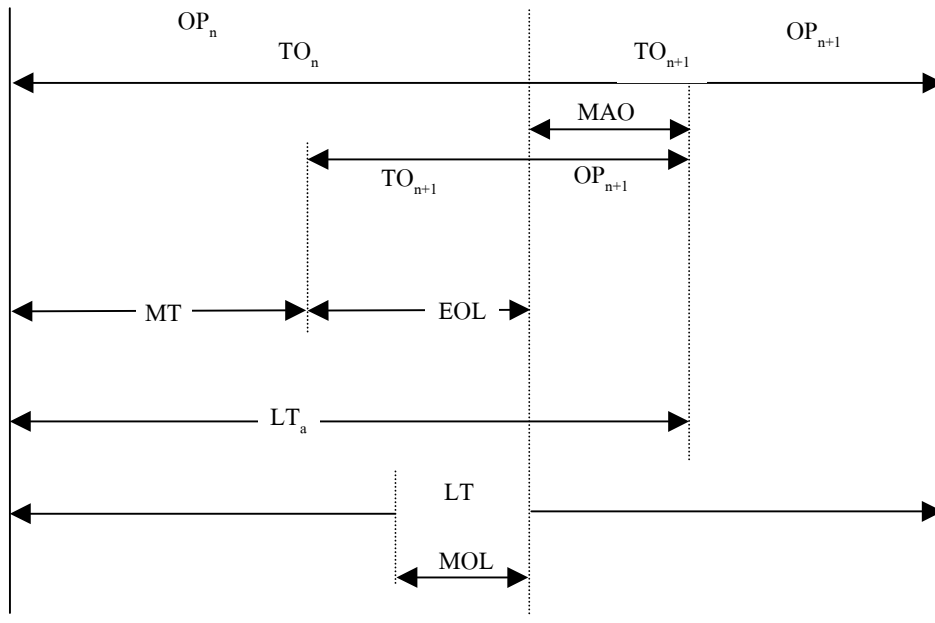 OPₙ
OPₙ₊₁
TOₙ
TOₙ₊₁
MAO
TOₙ₊₁
OPₙ₊₁
MT
EOL
LTₐ
LT
MOL